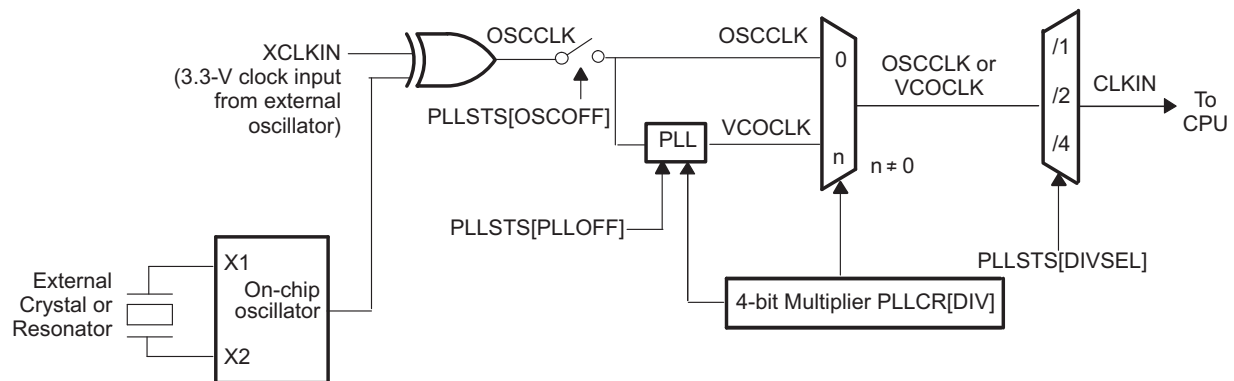 XCLKIN
(3.3-V clock input
from external
oscillator)
OSCCLK
PLLSTS[OSCOFF]
OSCCLK
0
OSCCLK or
VCOCLK
/1
/2
/4
CLKIN
To
CPU
PLL
VCOCLK
n
n ≠ 0
PLLSTS[PLLOFF]
PLLSTS[DIVSEL]
4-bit Multiplier PLLCR[DIV]
External
Crystal or
Resonator
X1
On-chip
oscillator
X2